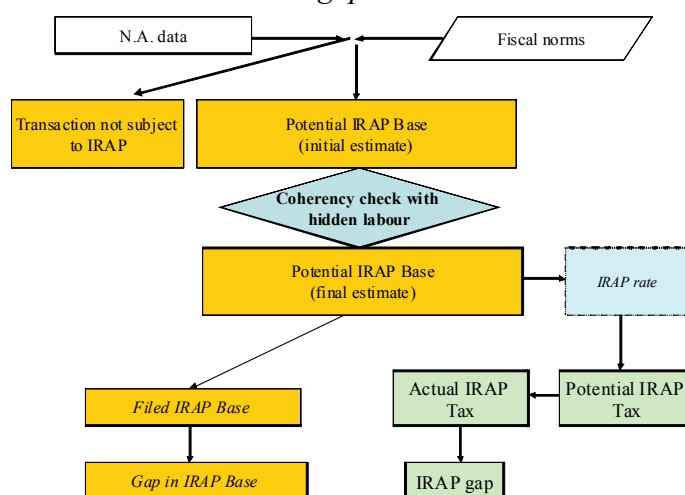 N.A. data
Fiscal norms
Transaction not subject
to IRAP
Potential IRAP Base
(initial estimate)
Coherency check with
hidden labour
Potential IRAP Base
(final estimate)
IRAP rate
Filed IRAP Base
Actual IRAP
Tax
Potential IRAP
Tax
Gap in IRAP Base
IRAP gap